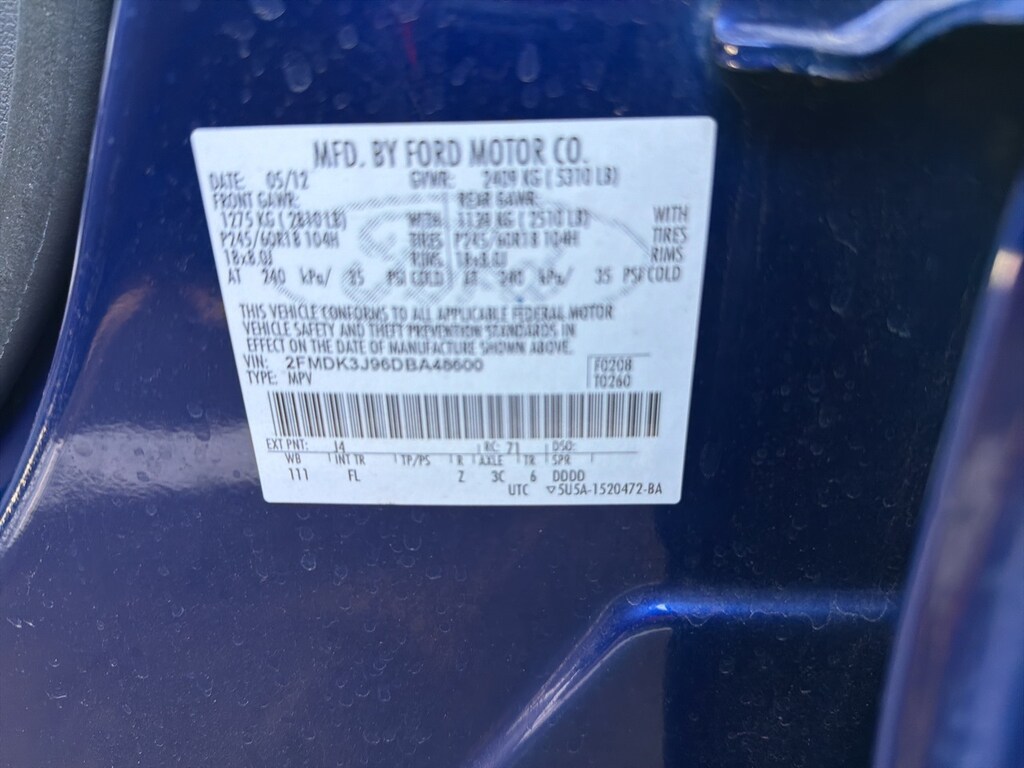 MFD. BY FORD MOTOR CO.
DATE: 05/12 GVWR: 2409 KG ( 5310 LB)
FRONT GAWR: REAR GAWR:
1275 KG ( 2810 LB) WITH 1139 KG ( 2510 LB) WITH
P245/60R18 104H TIRES P245/60R18 104H TIRES
18x8.0J RIMS 18x8.0J RIMS
AT 240 kPa/ 35 PSI COLD AT 240 kPa/ 35 PSI COLD
THIS VEHICLE CONFORMS TO ALL APPLICABLE FEDERAL MOTOR
VEHICLE SAFETY AND THEFT PREVENTION STANDARDS IN
EFFECT ON THE DATE OF MANUFACTURE SHOWN ABOVE.
VIN: 2FMDK3J96DBA48600 F0208
TYPE: MPV T0260
EXT PNT: J4 RC: 71 DSO:
WB INT TR TP/PS R AXLE TR SPR
111 FL Z 3C 6 DDDD
UTC ▽5U5A-1520472-BA